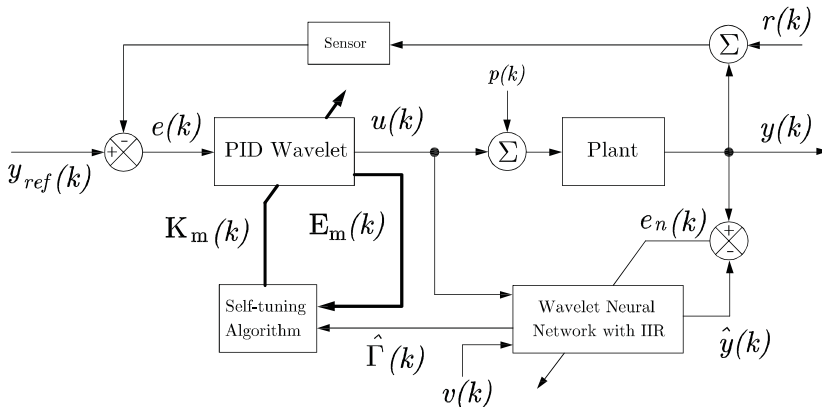 r(k)
Sensor
Σ
p(k)
e(k)
u(k)
y(k)
- 
+
PID Wavelet
Σ
Plant
y_ref(k)
K_m(k)
E_m(k)
e_n(k)
+
-
Self-tuning
Algorithm
Wavelet Neural
Network with IIR
Γ̂(k)
ŷ(k)
v(k)